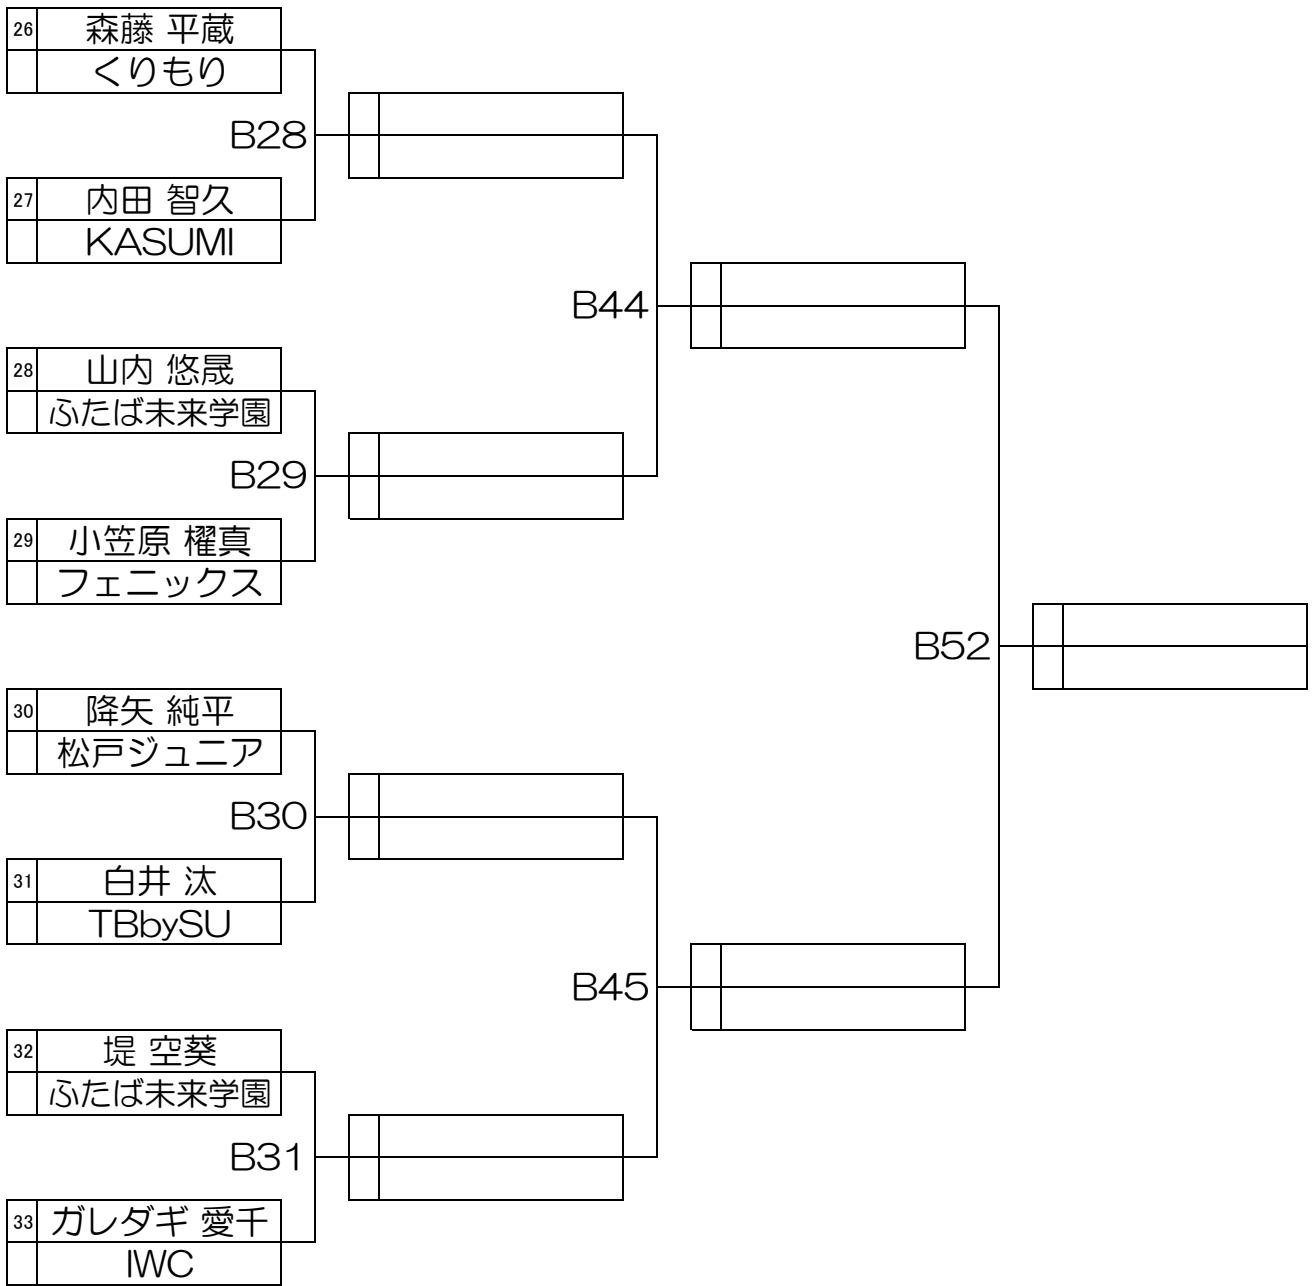 26 森藤 平蔵
くりもり
B28
27 内田 智久
KASUMI
B44
28 山内 悠晟
ふたば未来学園
B29
29 小笠原 櫂真
フェニックス
B52
30 降矢 純平
松戸ジュニア
B30
31 白井 汰
TBbySU
B45
32 堤 空葵
ふたば未来学園
B31
33 ガレダギ 愛千
IWC